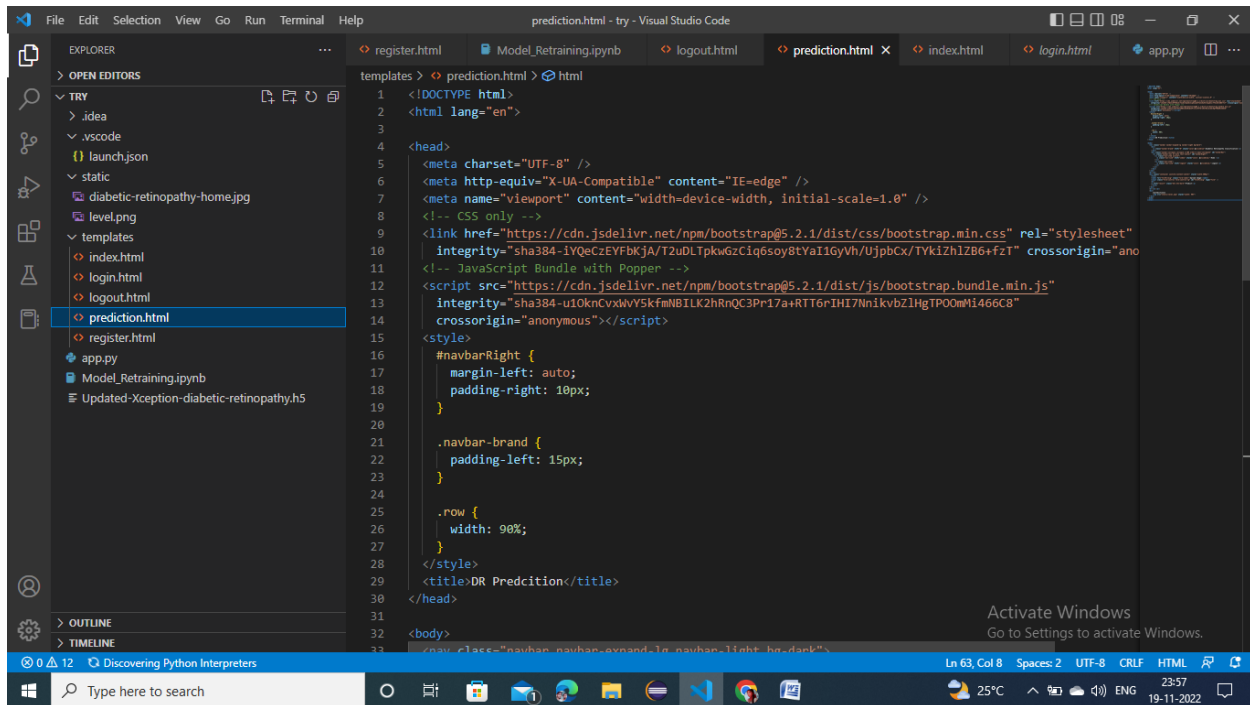 File Edit Selection View Go Run Terminal Help
prediction.html - try - Visual Studio Code
EXPLORER
register.html Model_Retraining.ipynb logout.html prediction.html index.html login.html app.py
OPEN EDITORS
templates > prediction.html > html
TRY
.idea
.vscode
{} launch.json
static
diabetic-retinopathy-home.jpg
level.png
templates
index.html
login.html
logout.html
prediction.html
register.html
app.py
Model_Retraining.ipynb
Updated-Xception-diabetic-retinopathy.h5
OUTLINE
TIMELINE
1 <!DOCTYPE html>
2 <html lang="en">
3
4 <head>
5 <meta charset="UTF-8" />
6 <meta http-equiv="X-UA-Compatible" content="IE=edge" />
7 <meta name="viewport" content="width=device-width, initial-scale=1.0" />
8 <!-- CSS only -->
9 <link href="https://cdn.jsdelivr.net/npm/bootstrap@5.2.1/dist/css/bootstrap.min.css" rel="stylesheet"
10 integrity="sha384-iYQeCzEYFbKjA/T2uDLTpkwGzCiq6soy8tYaI1GyVh/UjpbCx/TYkiZhlZB6+fzT" crossorigin="ano
11 <!-- JavaScript Bundle with Popper -->
12 <script src="https://cdn.jsdelivr.net/npm/bootstrap@5.2.1/dist/js/bootstrap.bundle.min.js"
13 integrity="sha384-u1OknCvxWvY5kfmNBILK2hRnQC3Pr17a+RTT6rIHI7NnikvbZlHgTPOOmMi466C8"
14 crossorigin="anonymous"></script>
15 <style>
16 #navbarRight {
17 margin-left: auto;
18 padding-right: 10px;
19 }
20
21 .navbar-brand {
22 padding-left: 15px;
23 }
24
25 .row {
26 width: 90%;
27 }
28 </style>
29 <title>DR Predcition</title>
30 </head>
31
32 <body>
33 <nav class="navbar navbar-expand-lg navbar-light bg-dark">
Activate Windows
Go to Settings to activate Windows.
0 12 Discovering Python Interpreters
Ln 63, Col 8 Spaces: 2 UTF-8 CRLF HTML
Type here to search
1
25°C ENG
23:57
19-11-2022